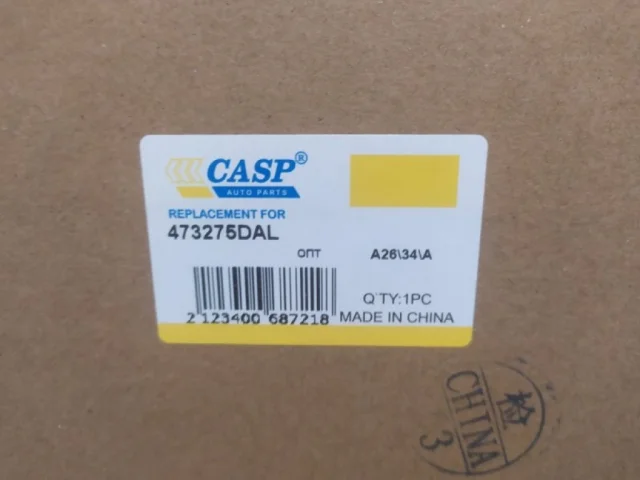 CASP®
AUTO PARTS
REPLACEMENT FOR
473275DAL
ОПТ A26\34\A
Q'TY:1PC
2 123400 687218 MADE IN CHINA
检
CHINA
3